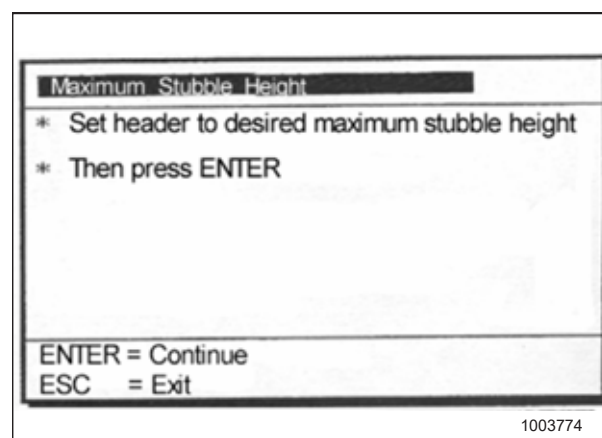 Maximum Stubble Height
* Set header to desired maximum stubble height
* Then press ENTER
ENTER = Continue
ESC = Exit
1003774